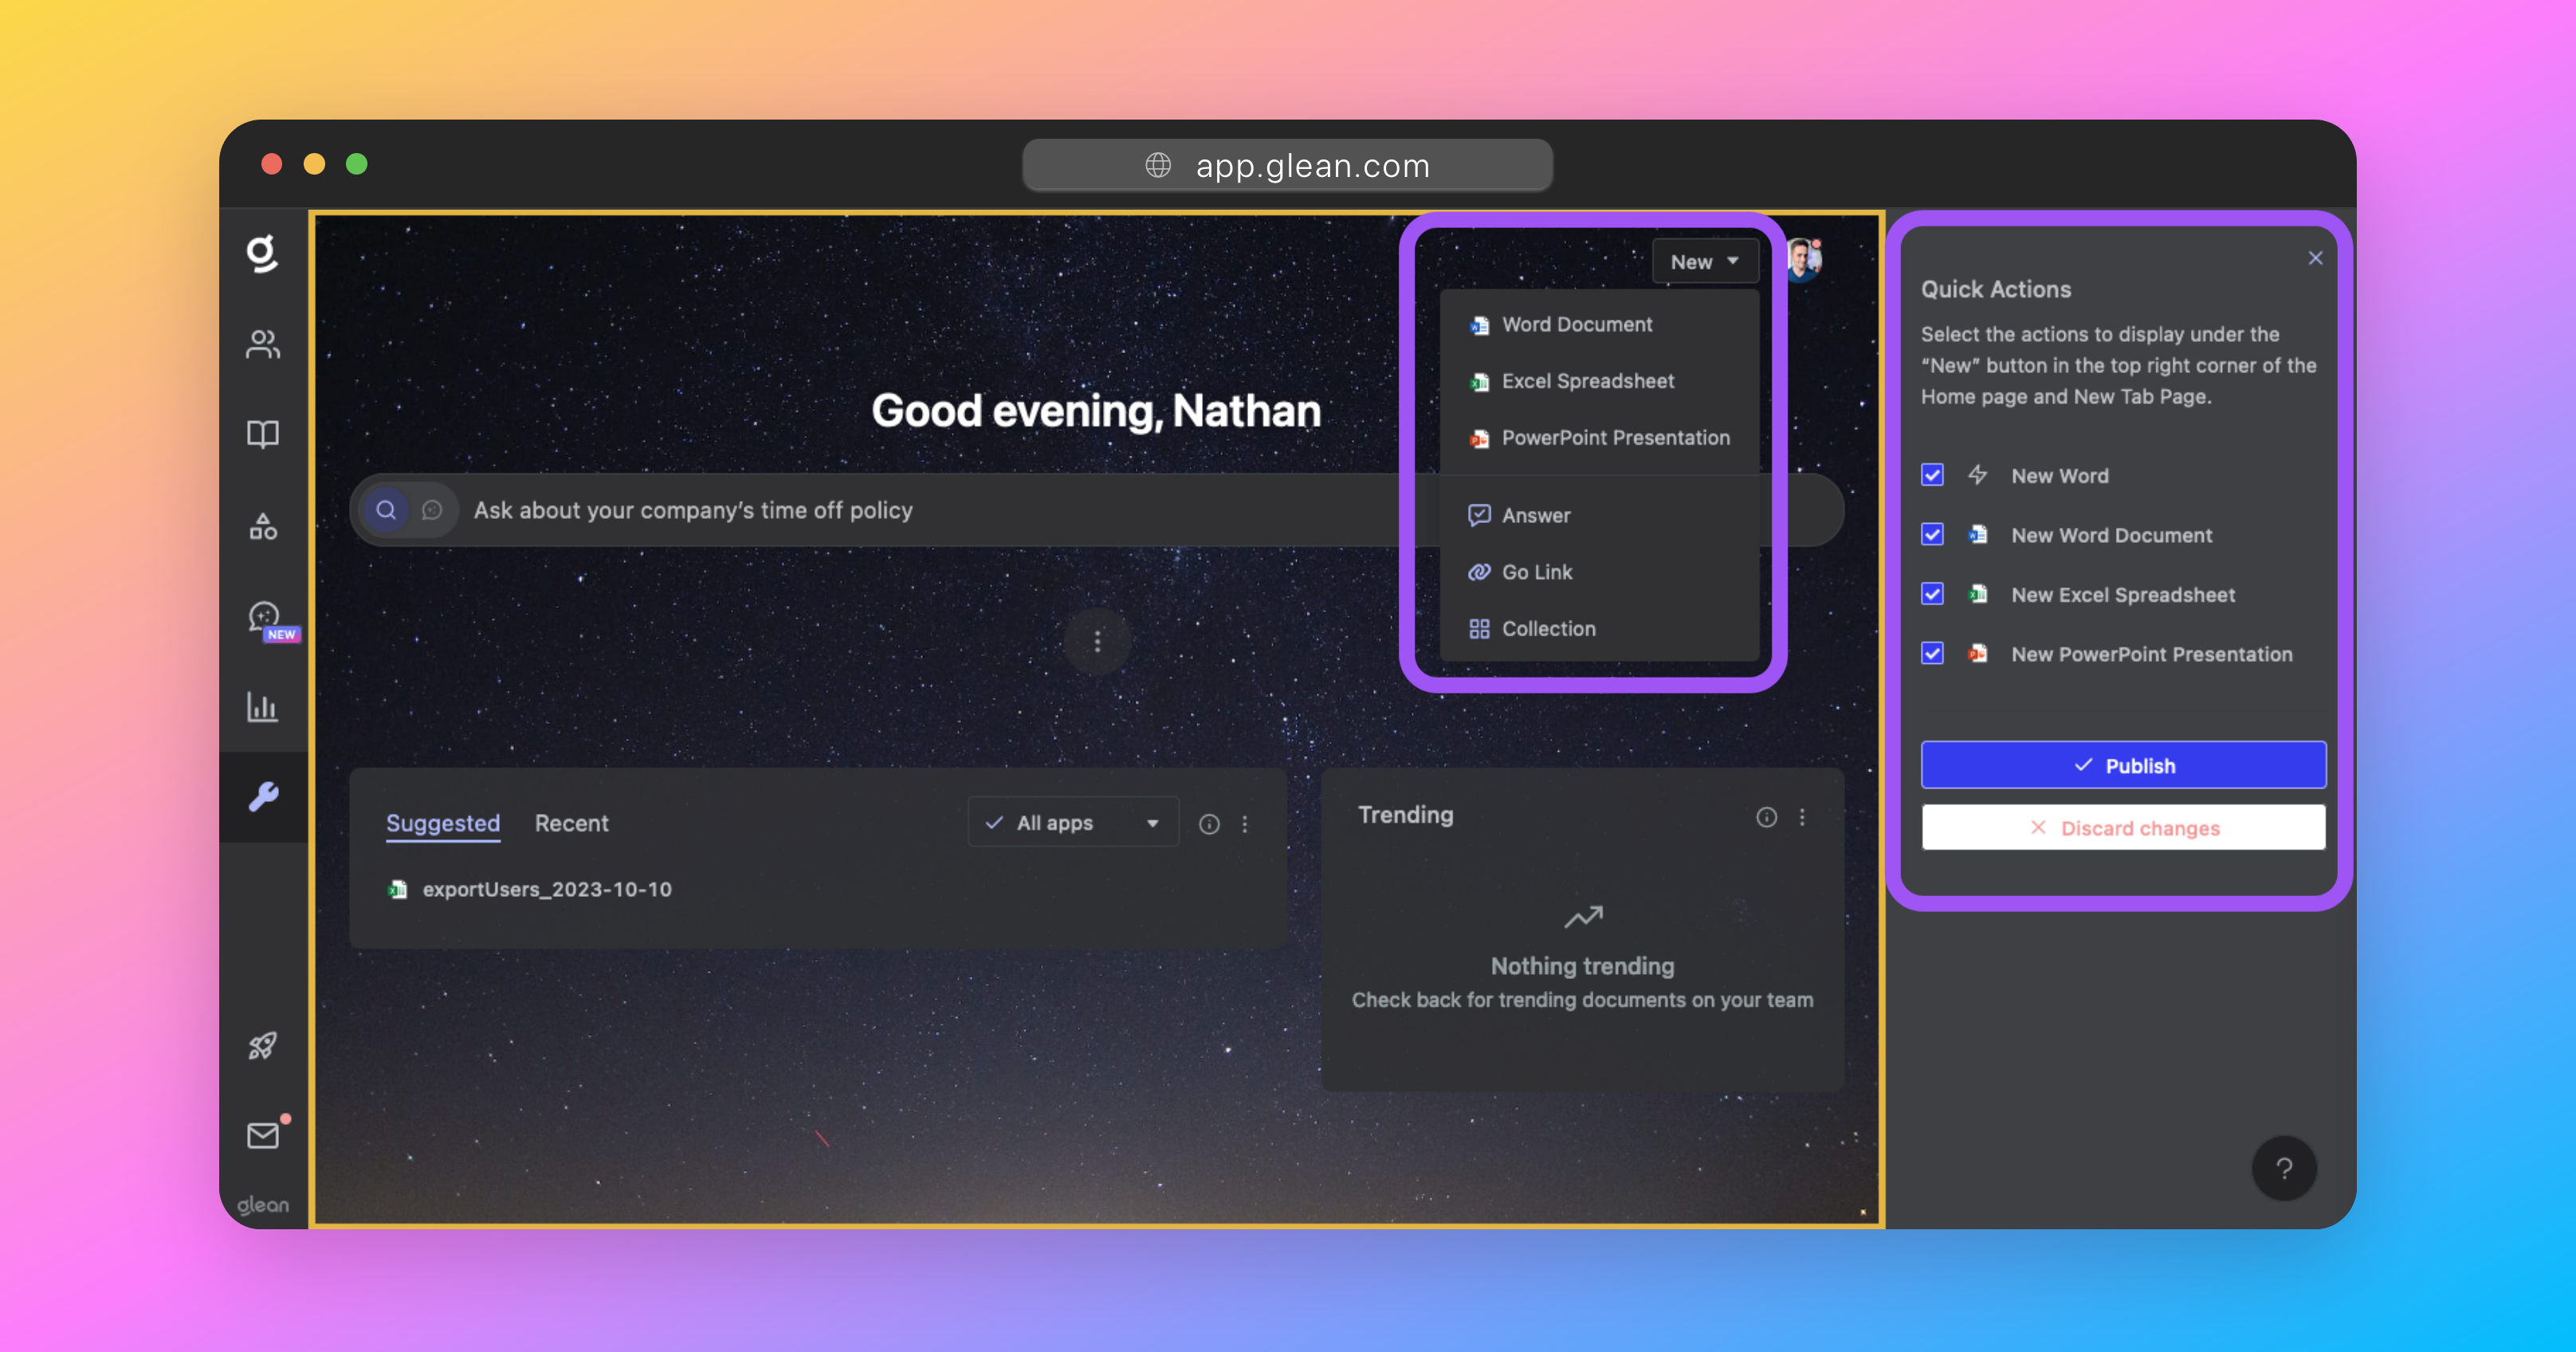 app.glean.com
g
NEW
glean
New
Word Document
Excel Spreadsheet
PowerPoint Presentation
Answer
Go Link
Collection
Good evening, Nathan
Ask about your company’s time off policy
Suggested
Recent
All apps
exportUsers_2023-10-10
Trending
Nothing trending
Check back for trending documents on your team
Quick Actions
Select the actions to display under the
“New” button in the top right corner of the
Home page and New Tab Page.
New Word
New Word Document
New Excel Spreadsheet
New PowerPoint Presentation
Publish
Discard changes
?